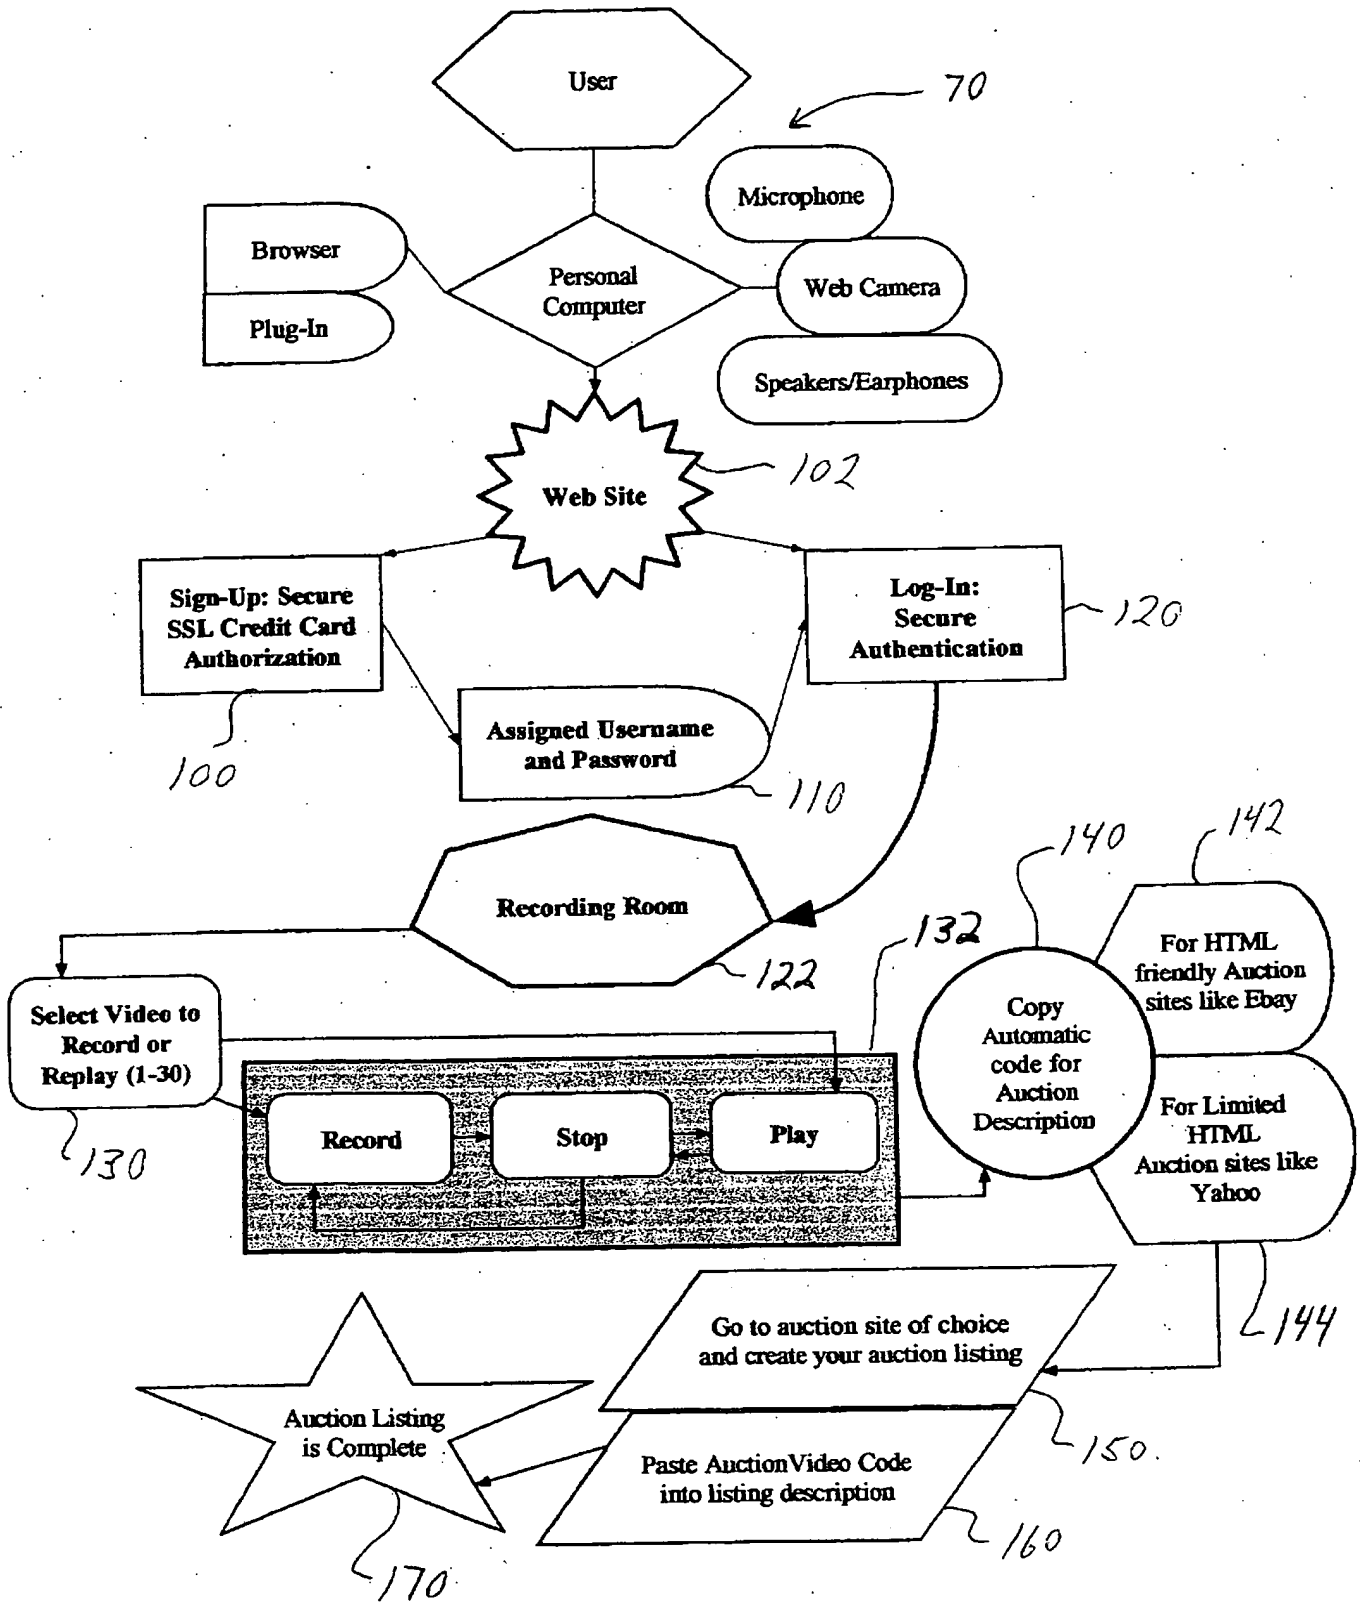 User
70
Microphone
Browser
Personal
Computer
Web Camera
Plug-In
Speakers/Earphones
102
Web Site
Sign-Up: Secure
SSL Credit Card
Authorization
Log-In:
Secure
Authentication
120
Assigned Username
and Password
100
110
140
142
Recording Room
132
122
For HTML
friendly Auction
sites like Ebay
Select Video to
Record or
Replay (1-30)
Copy
Automatic
code for
Auction
Description
130
Record
Stop
Play
For Limited
HTML
Auction sites like
Yahoo
144
Go to auction site of choice
and create your auction listing
150.
Auction Listing
is Complete
Paste AuctionVideo Code
into listing description
160
170